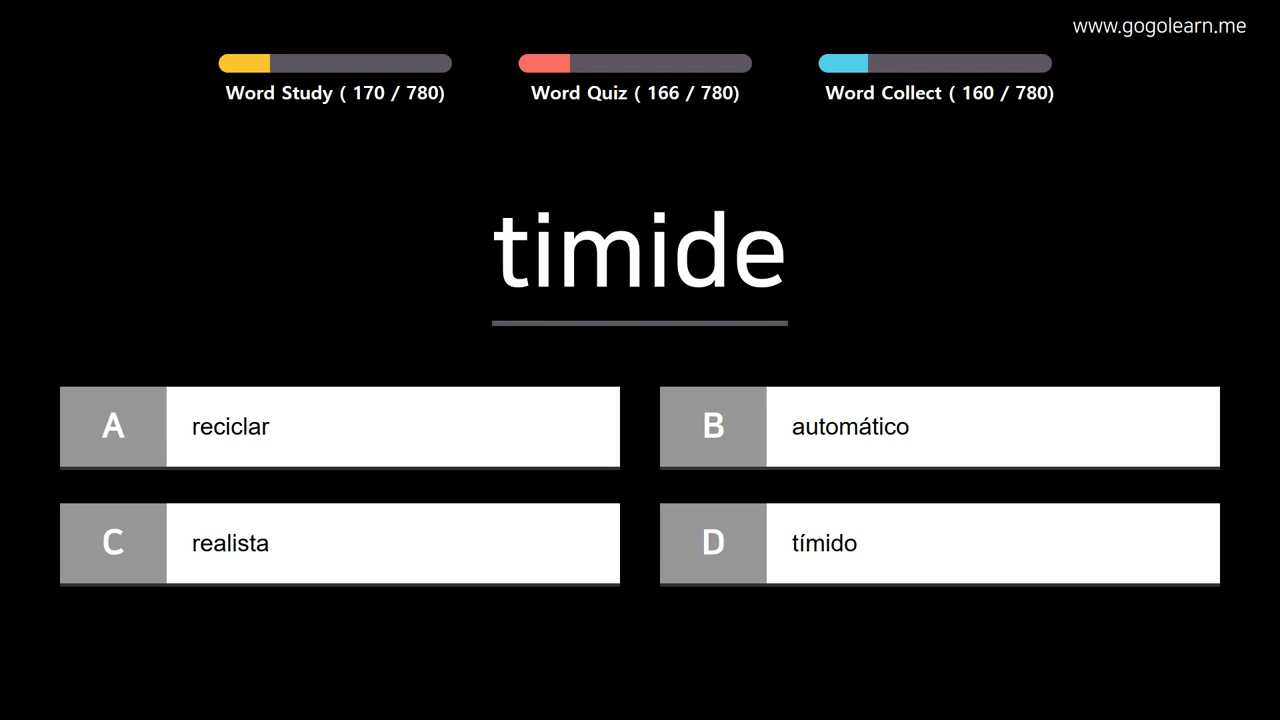 www.gogolearn.me
Word Study ( 170 / 780)
Word Quiz ( 166 / 780)
Word Collect ( 160 / 780)
timide
A reciclar
B automático
C realista
D tímido